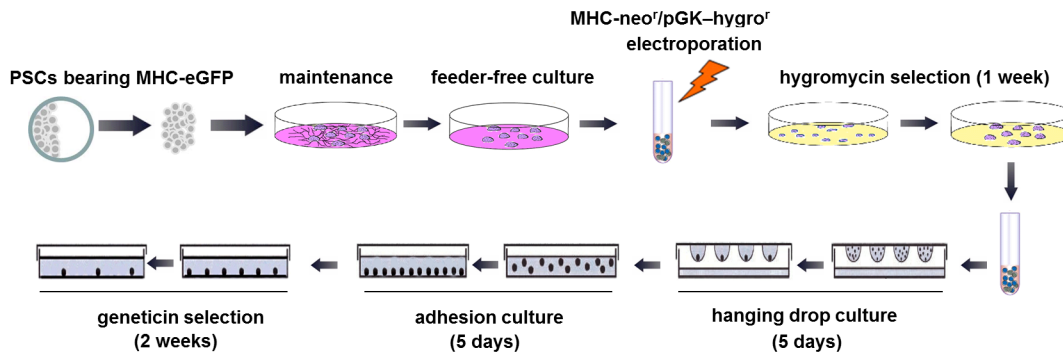 MHC-neoʳ/pGK–hygroʳ
electroporation
PSCs bearing MHC-eGFP
maintenance
feeder-free culture
hygromycin selection (1 week)
geneticin selection
(2 weeks)
adhesion culture
(5 days)
hanging drop culture
(5 days)